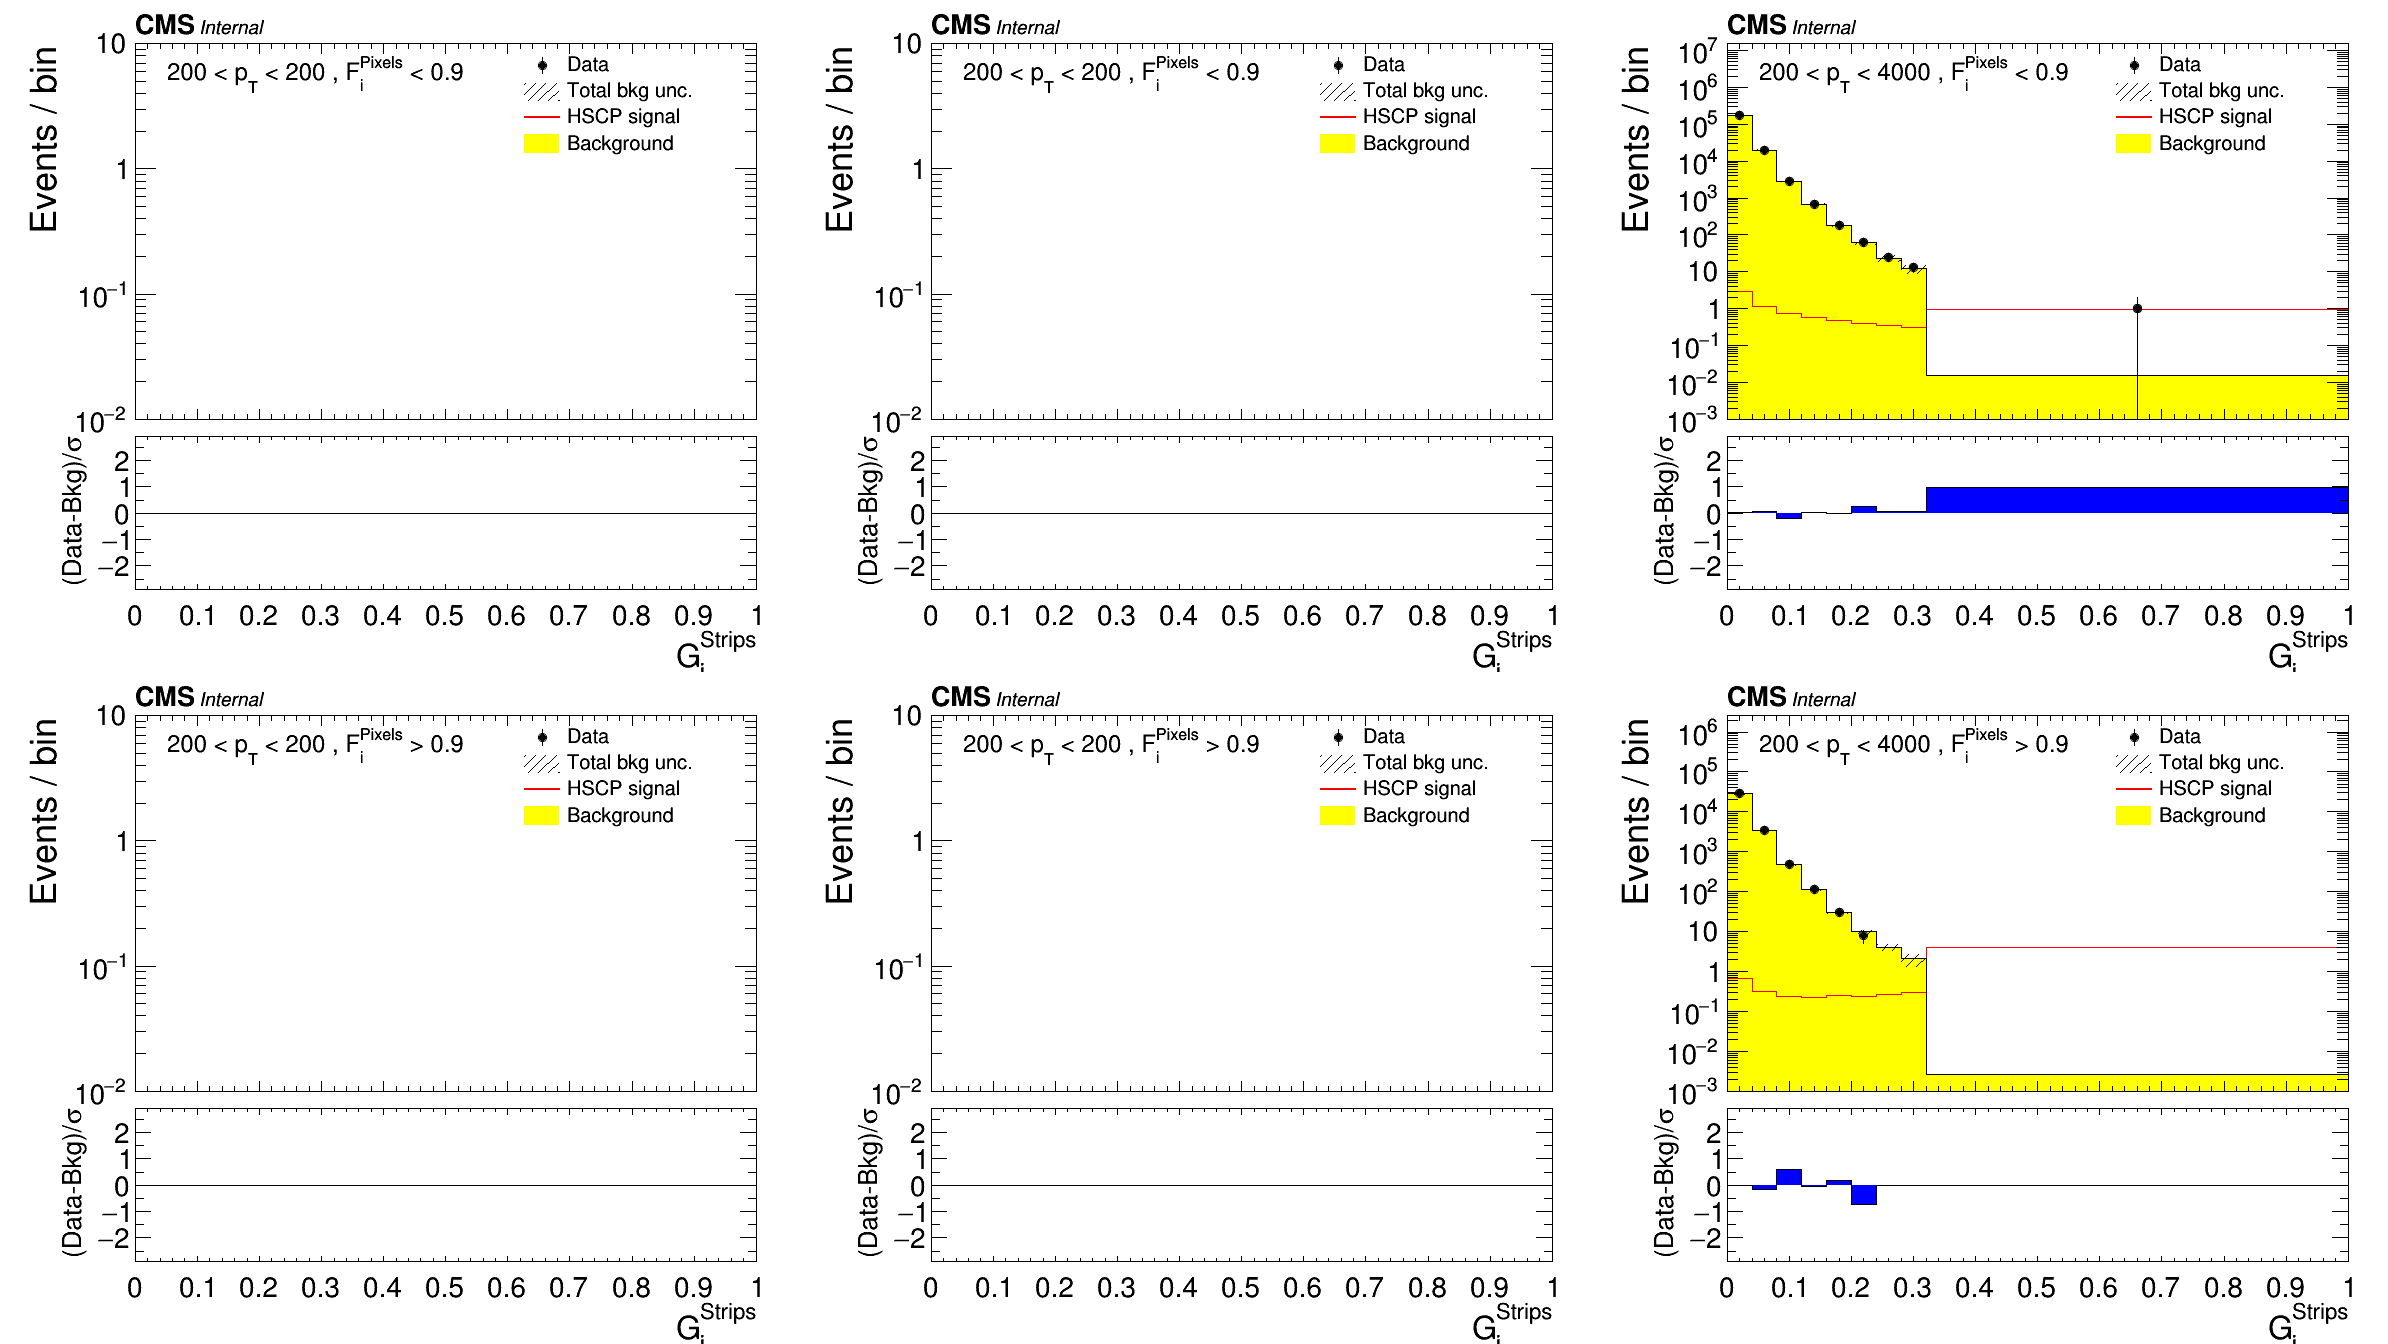 CMS Internal
Events / bin
200 < p_T < 200 , F_i^Pixels < 0.9
Data
Total bkg unc.
HSCP signal
Background
10
1
10^−1
10^−2
(Data-Bkg)/σ
2
1
0
−1
−2
0 0.1 0.2 0.3 0.4 0.5 0.6 0.7 0.8 0.9 1
G_i^Strips
CMS Internal
Events / bin
200 < p_T < 200 , F_i^Pixels < 0.9
Data
Total bkg unc.
HSCP signal
Background
10
1
10^−1
10^−2
(Data-Bkg)/σ
2
1
0
−1
−2
0 0.1 0.2 0.3 0.4 0.5 0.6 0.7 0.8 0.9 1
G_i^Strips
CMS Internal
Events / bin
200 < p_T < 4000 , F_i^Pixels < 0.9
Data
Total bkg unc.
HSCP signal
Background
10^7
10^6
10^5
10^4
10^3
10^2
10
1
10^−1
10^−2
10^−3
(Data-Bkg)/σ
2
1
0
−1
−2
0 0.1 0.2 0.3 0.4 0.5 0.6 0.7 0.8 0.9 1
G_i^Strips
CMS Internal
Events / bin
200 < p_T < 200 , F_i^Pixels > 0.9
Data
Total bkg unc.
HSCP signal
Background
10
1
10^−1
10^−2
(Data-Bkg)/σ
2
1
0
−1
−2
0 0.1 0.2 0.3 0.4 0.5 0.6 0.7 0.8 0.9 1
G_i^Strips
CMS Internal
Events / bin
200 < p_T < 200 , F_i^Pixels > 0.9
Data
Total bkg unc.
HSCP signal
Background
10
1
10^−1
10^−2
(Data-Bkg)/σ
2
1
0
−1
−2
0 0.1 0.2 0.3 0.4 0.5 0.6 0.7 0.8 0.9 1
G_i^Strips
CMS Internal
Events / bin
200 < p_T < 4000 , F_i^Pixels > 0.9
Data
Total bkg unc.
HSCP signal
Background
10^6
10^5
10^4
10^3
10^2
10
1
10^−1
10^−2
10^−3
(Data-Bkg)/σ
2
1
0
−1
−2
0 0.1 0.2 0.3 0.4 0.5 0.6 0.7 0.8 0.9 1
G_i^Strips